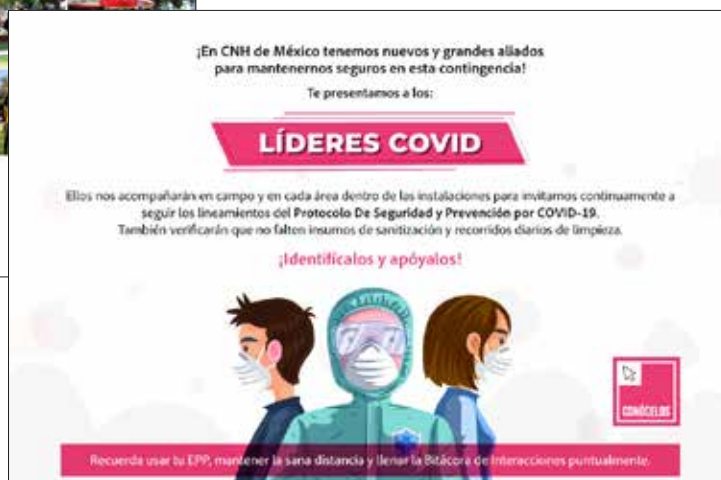 ¡En CNH de México tenemos nuevos y grandes aliados
para mantenernos seguros en esta contingencia!
Te presentamos a los:
LÍDERES COVID
Ellos nos acompañarán en campo y en cada área dentro de las instalaciones para invitarnos continuamente a
seguir los lineamientos del Protocolo De Seguridad y Prevención por COVID-19.
También verificarán que no falten insumos de sanitización y recorridos diarios de limpieza.
¡Identifícalos y apóyalos!
CONÓCELOS
Recuerda usar tu EPP, mantener la sana distancia y llenar la Bitácora de Interacciones puntualmente.